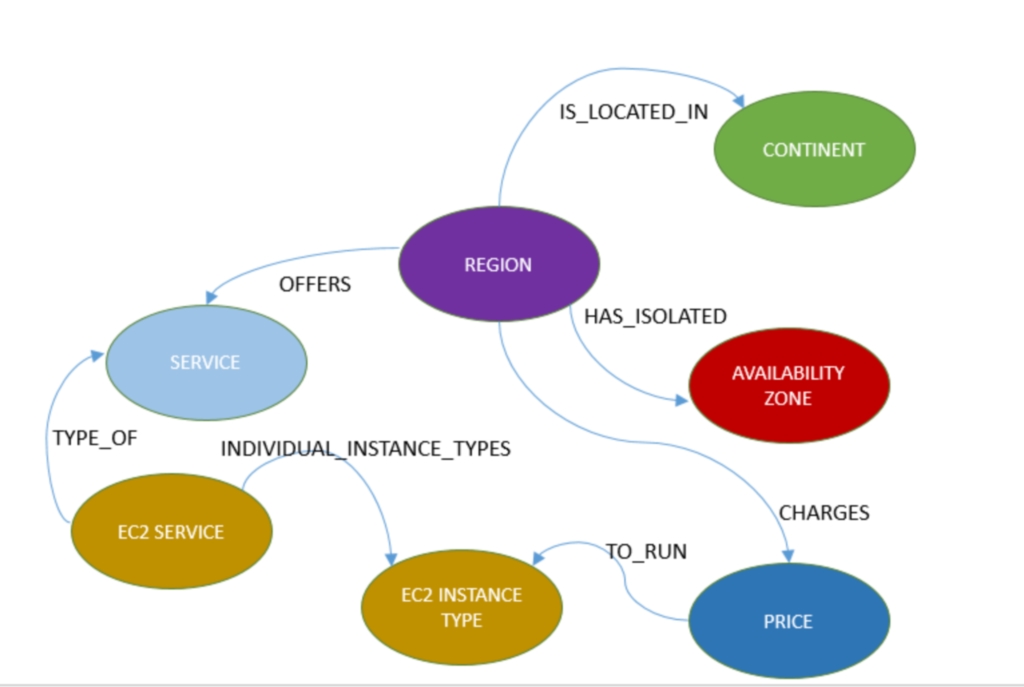 IS_LOCATED_IN
CONTINENT
REGION
OFFERS
HAS_ISOLATED
SERVICE
AVAILABILITY
ZONE
TYPE_OF
INDIVIDUAL_INSTANCE_TYPES
CHARGES
EC2 SERVICE
TO_RUN
EC2 INSTANCE
TYPE
PRICE